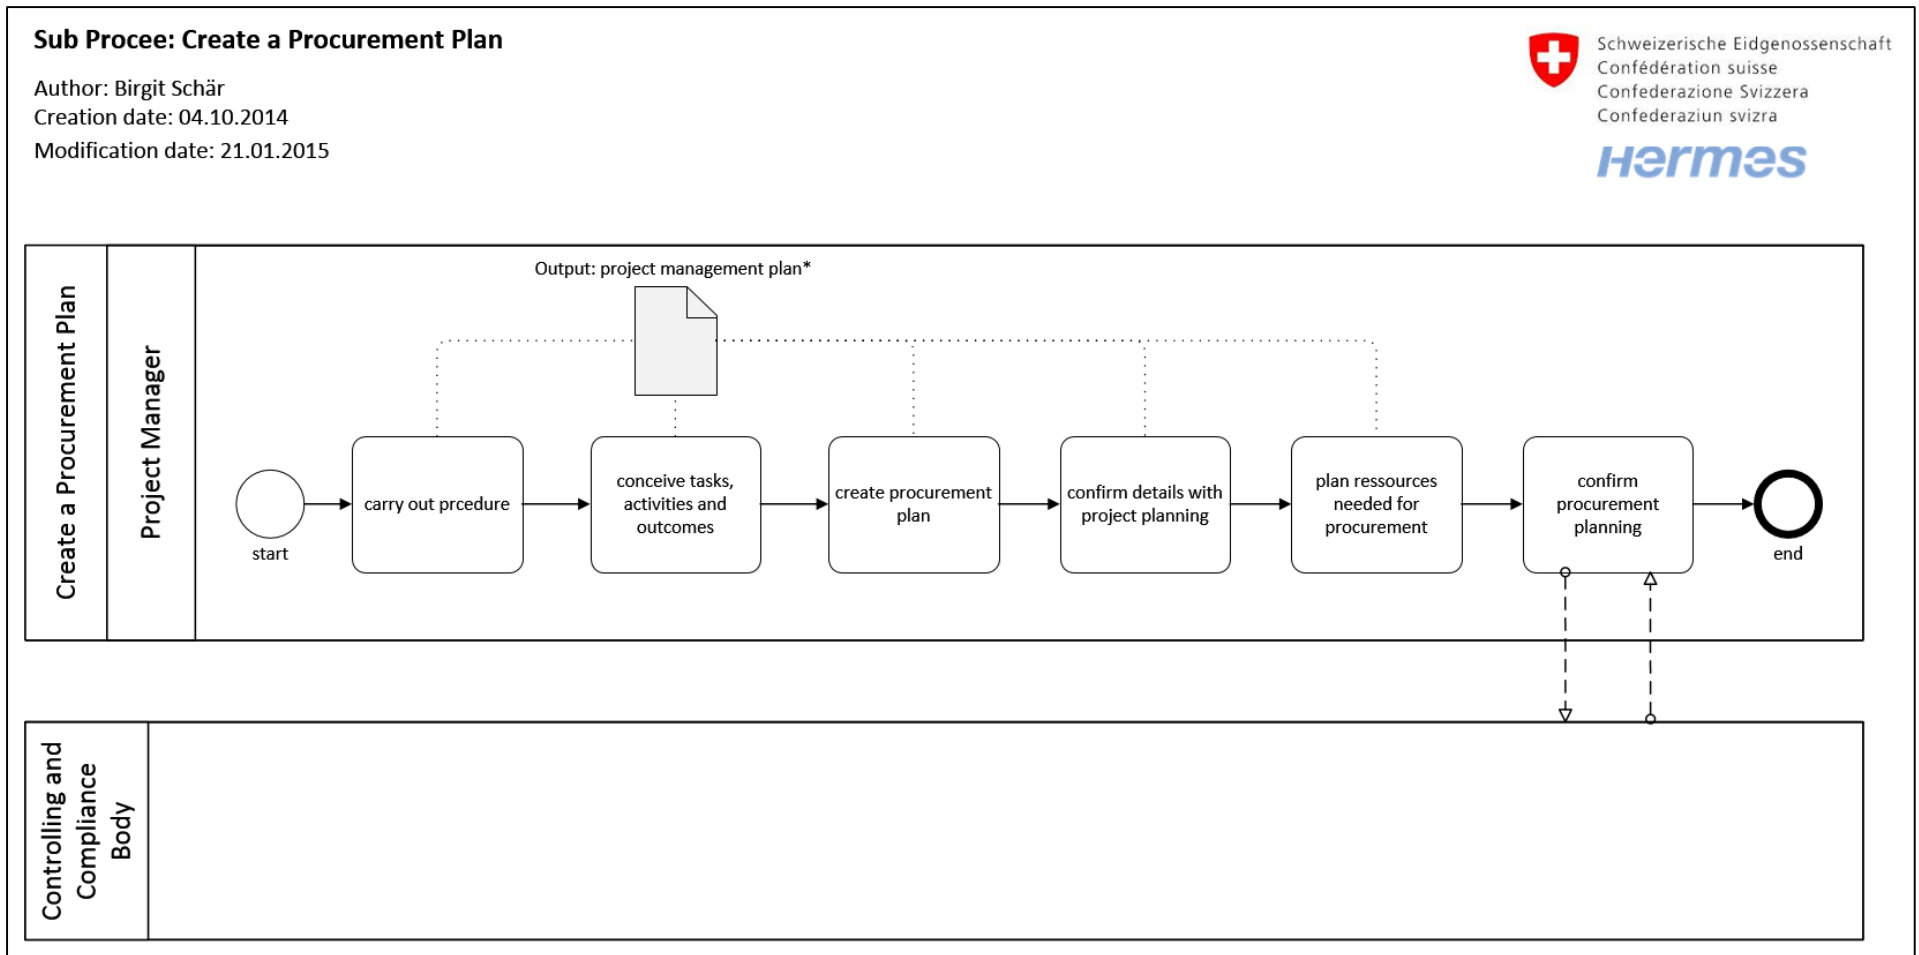 Sub Procee: Create a Procurement Plan
Author: Birgit Schär
Creation date: 04.10.2014
Modification date: 21.01.2015
Schweizerische Eidgenossenschaft
Confédération suisse
Confederazione Svizzera
Confederaziun svizra
Hermes
Create a Procurement Plan
Project Manager
Output: project management plan*
start
carry out prcedure
conceive tasks,
activities and
outcomes
create procurement
plan
confirm details with
project planning
plan ressources
needed for
procurement
confirm
procurement
planning
end
Controlling and
Compliance
Body